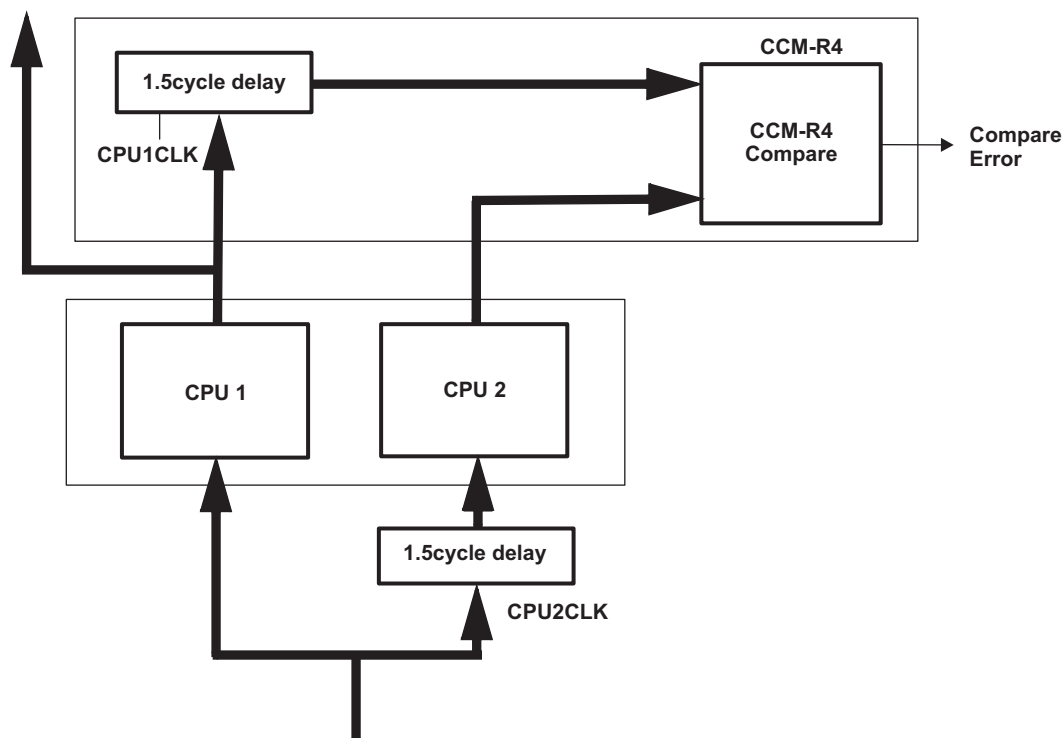 CCM-R4
1.5cycle delay
CPU1CLK
CCM-R4
Compare
Compare
Error
CPU 1
CPU 2
1.5cycle delay
CPU2CLK